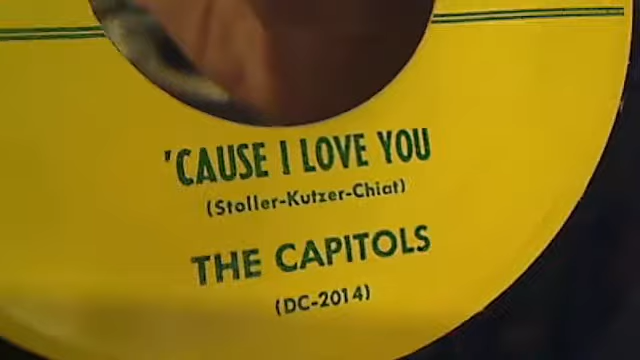 'CAUSE I LOVE YOU
(Stoller-Kutzer-Chiat)
THE CAPITOLS
(DC-2014)